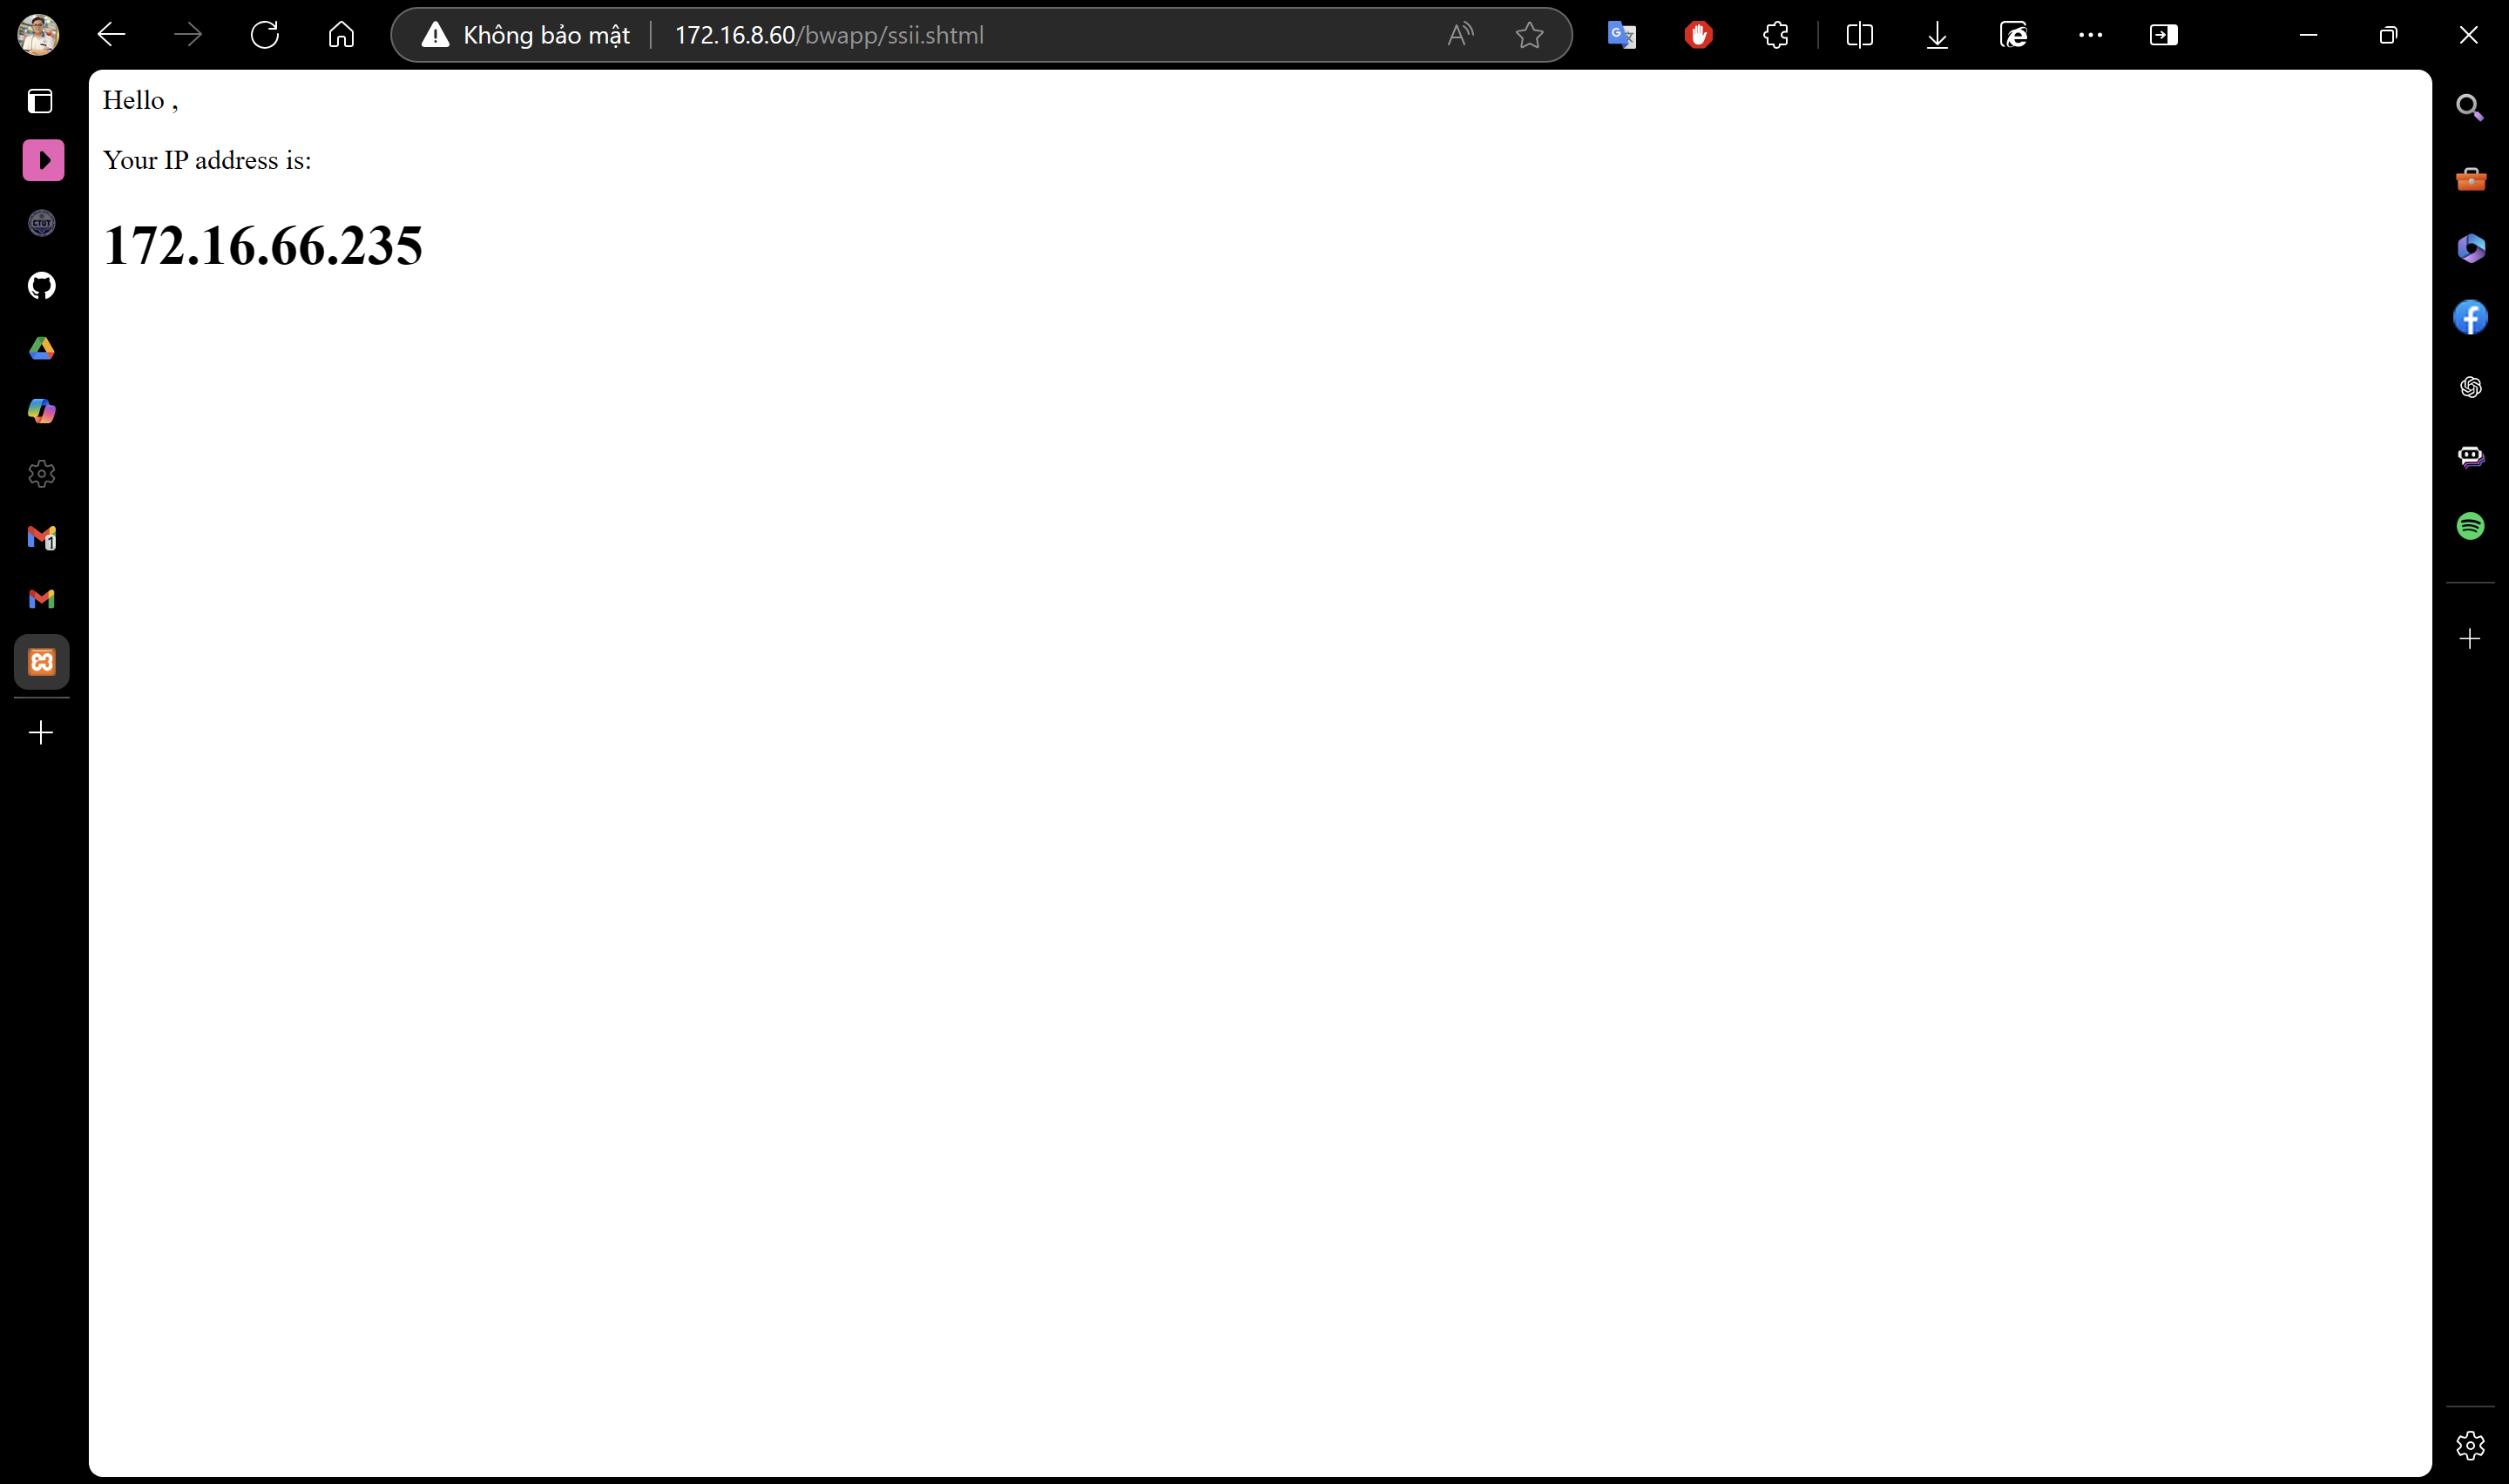 Không bảo mật 172.16.8.60/bwapp/ssii.shtml
Hello ,
Your IP address is:
172.16.66.235
1